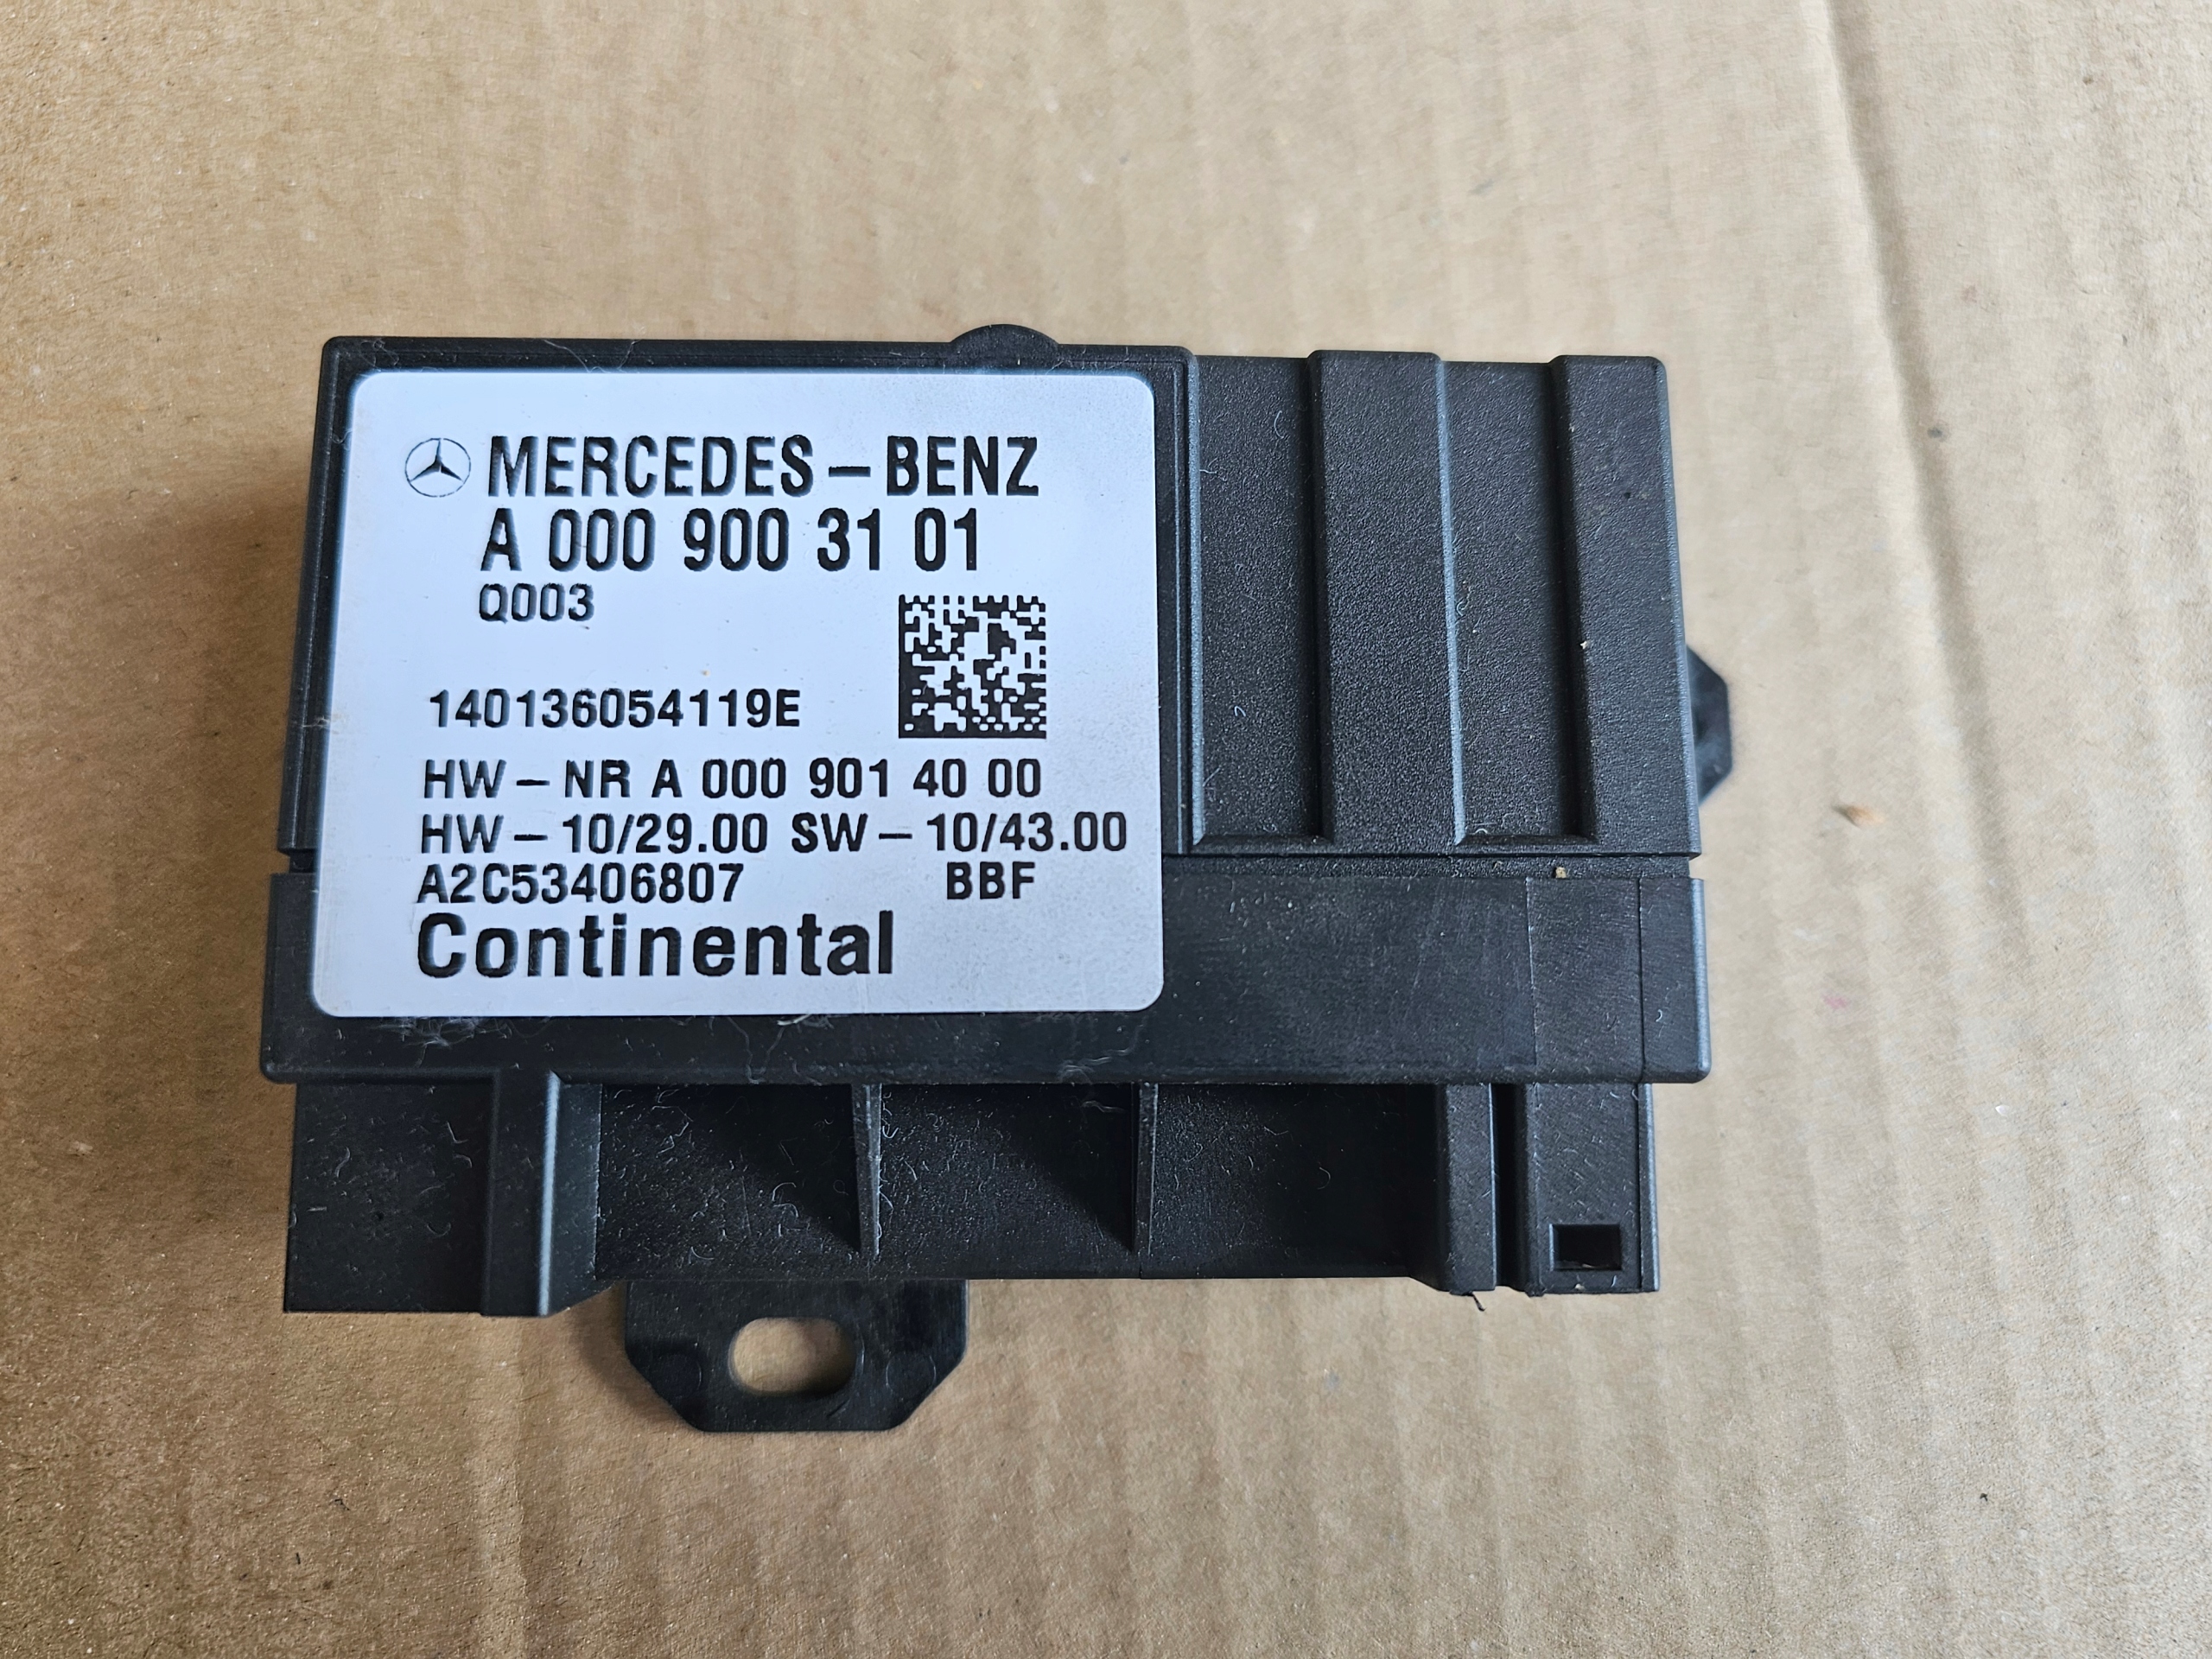 MERCEDES-BENZ
A 000 900 31 01
Q003
140136054119E
HW-NR A 000 901 40 00
HW-10/29.00 SW-10/43.00
A2C53406807 BBF
Continental